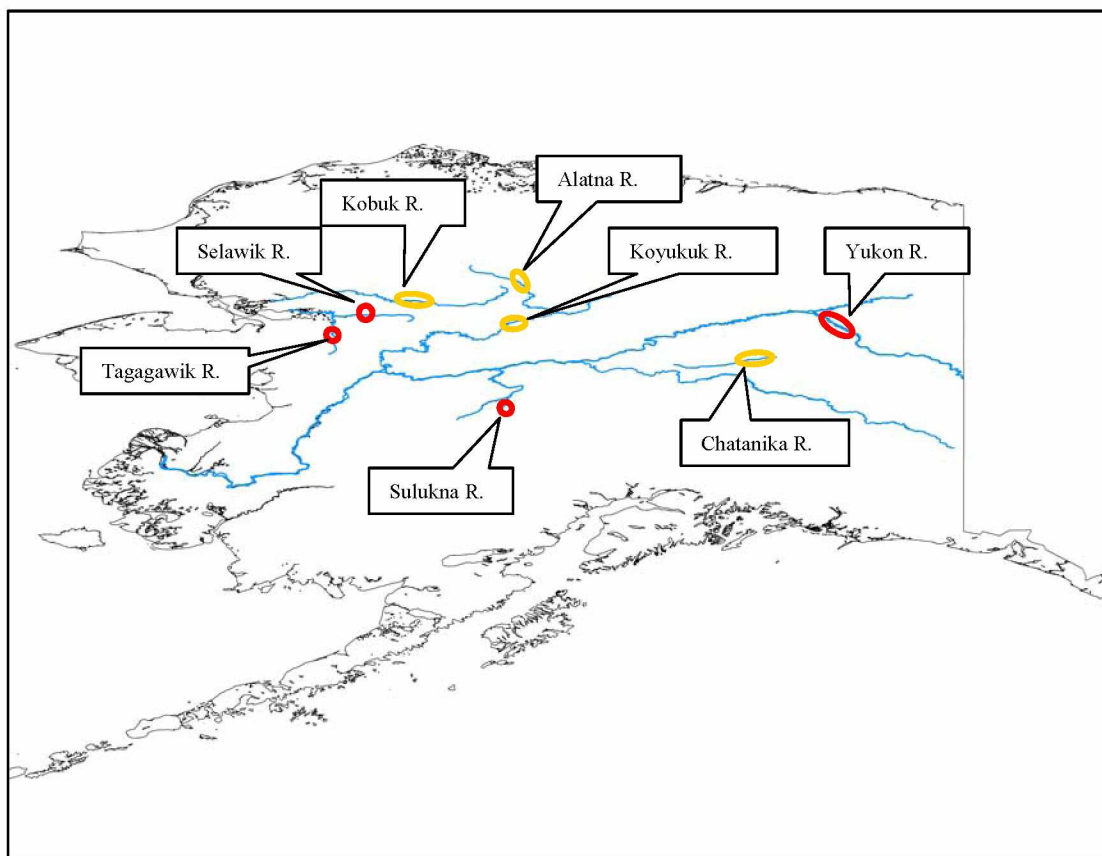 Alatna R.
Kobuk R.
Selawik R.
Koyukuk R.
Yukon R.
Tagagawik R.
Chatanika R.
Sulukna R.